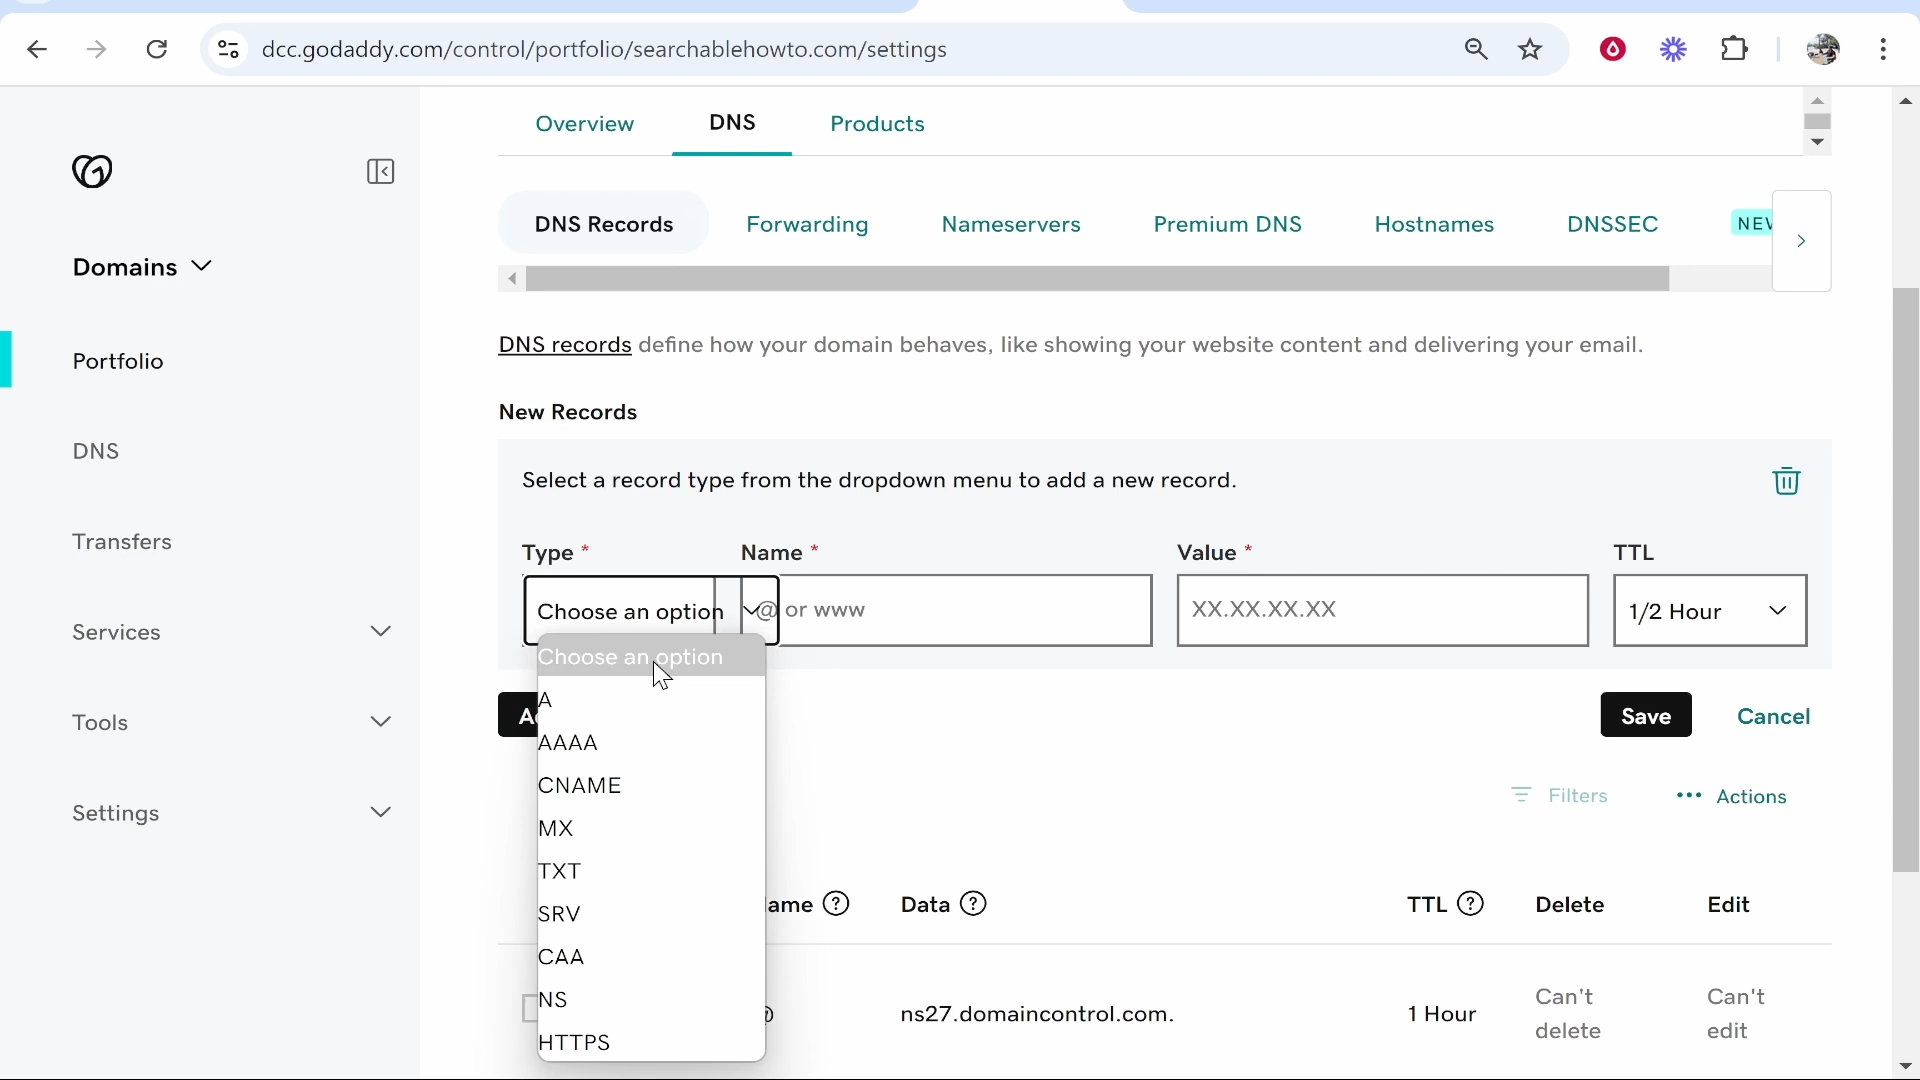 dcc.godaddy.com/control/portfolio/searchablehowto.com/settings
Overview
DNS
Products
DNS Records
Forwarding
Nameservers
Premium DNS
Hostnames
DNSSEC
Domains
Portfolio
DNS
Transfers
Services
Tools
Settings
DNS records define how your domain behaves, like showing your website content and delivering your email.
New Records
Select a record type from the dropdown menu to add a new record.
Type *
Name *
Value *
TTL
Choose an option
@ or www
XX.XX.XX.XX
1/2 Hour
Choose an option
A
AAAA
CNAME
MX
TXT
SRV
CAA
NS
HTTPS
Save
Cancel
Filters
Actions
Data
TTL
Delete
Edit
ns27.domaincontrol.com.
1 Hour
Can't
delete
Can't
edit